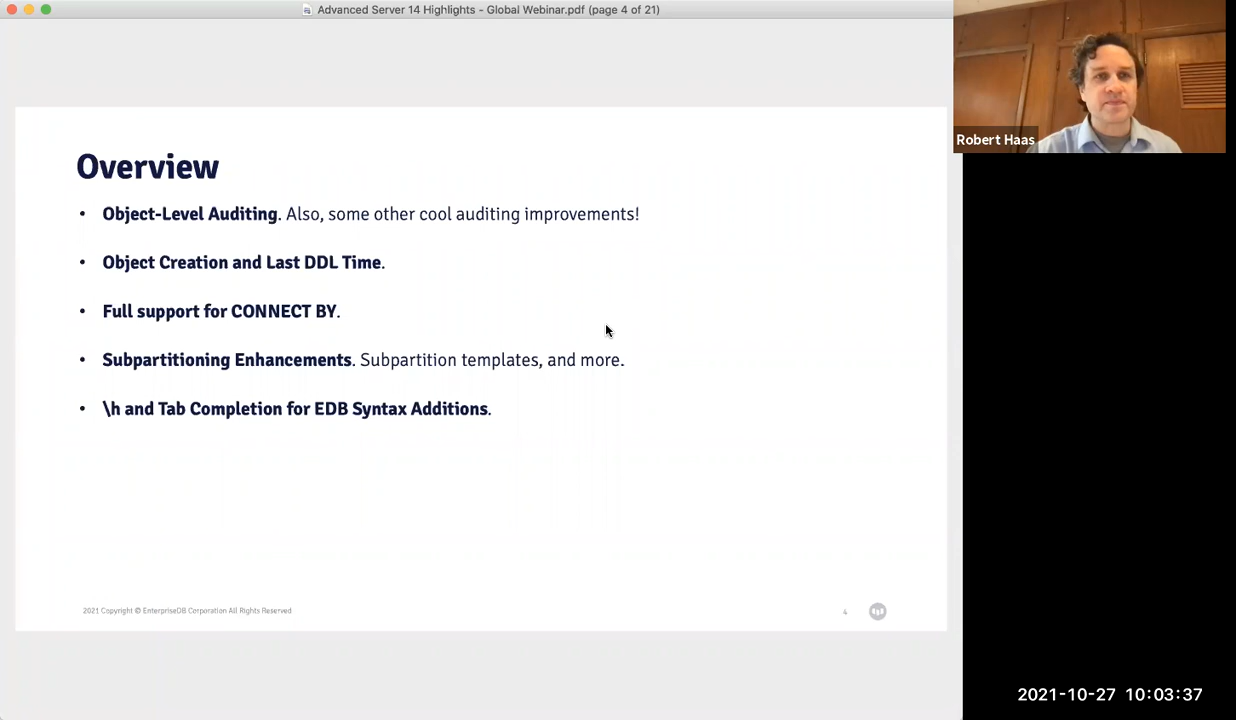 Advanced Server 14 Highlights - Global Webinar.pdf (page 4 of 21)
Robert Haas
Overview
• Object-Level Auditing. Also, some other cool auditing improvements!
• Object Creation and Last DDL Time.
• Full support for CONNECT BY.
• Subpartitioning Enhancements. Subpartition templates, and more.
• \h and Tab Completion for EDB Syntax Additions.
2021 Copyright © EnterpriseDB Corporation All Rights Reserved
4
2021-10-27 10:03:37